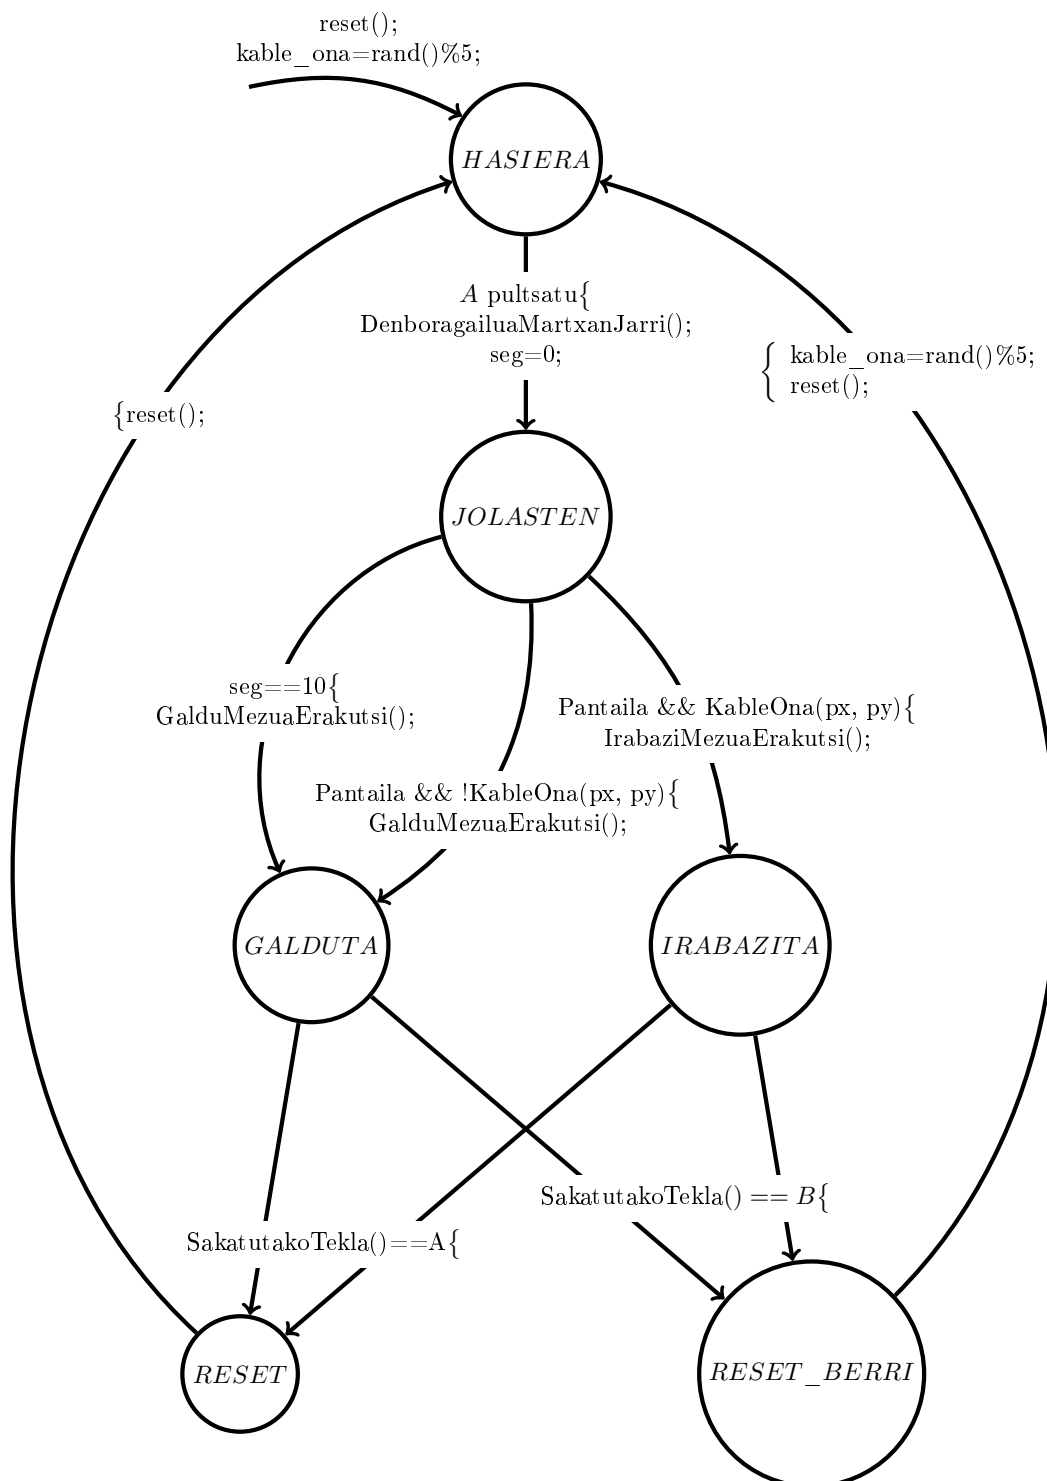 reset();
kable_ona=rand()%5;
HASIERA
A pultsatu{
DenboragailuaMartxanJarri();
seg=0;
{ kable_ona=rand()%5;
reset();
{reset();
JOLASTEN
seg==10{
GalduMezuaErakutsi();
Pantaila && KableOna(px, py){
IrabaziMezuaErakutsi();
Pantaila && !KableOna(px, py){
GalduMezuaErakutsi();
GALDUTA
IRABAZITA
SakatutakoTekla() == B{
SakatutakoTekla()==A{
RESET
RESET_BERRI